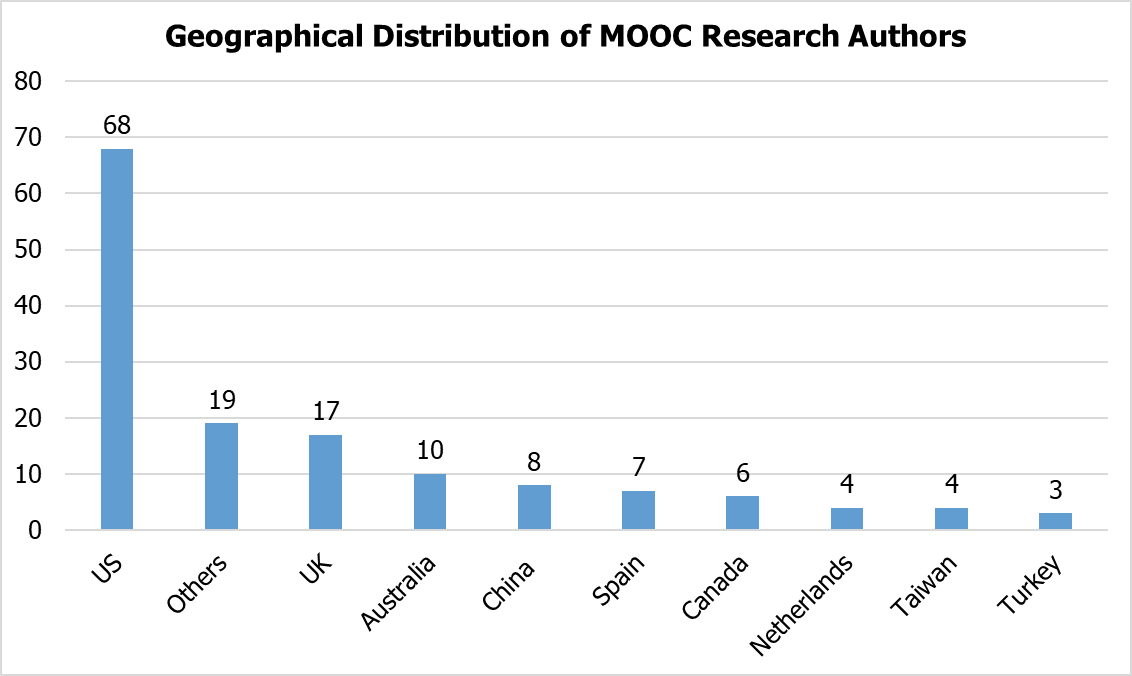 Geographical Distribution of MOOC Research Authors
80
70
60
50
40
30
20
10
0
68
19
17
10
8
7
6
4
4
3
US
Others
UK
Australia
China
Spain
Canada
Netherlands
Taiwan
Turkey